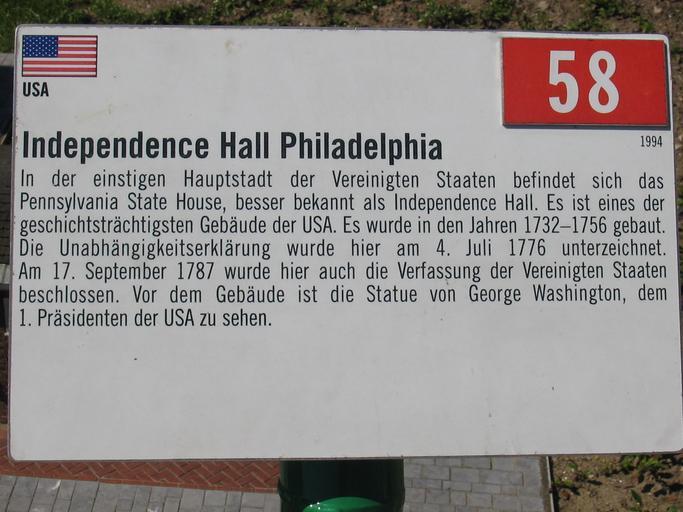 USA
58
1994
Independence Hall Philadelphia
In der einstigen Hauptstadt der Vereinigten Staaten befindet sich das
Pennsylvania State House, besser bekannt als Independence Hall. Es ist eines der
geschichtsträchtigsten Gebäude der USA. Es wurde in den Jahren 1732–1756 gebaut.
Die Unabhängigkeitserklärung wurde hier am 4. Juli 1776 unterzeichnet.
Am 17. September 1787 wurde hier auch die Verfassung der Vereinigten Staaten
beschlossen. Vor dem Gebäude ist die Statue von George Washington, dem
1. Präsidenten der USA zu sehen.